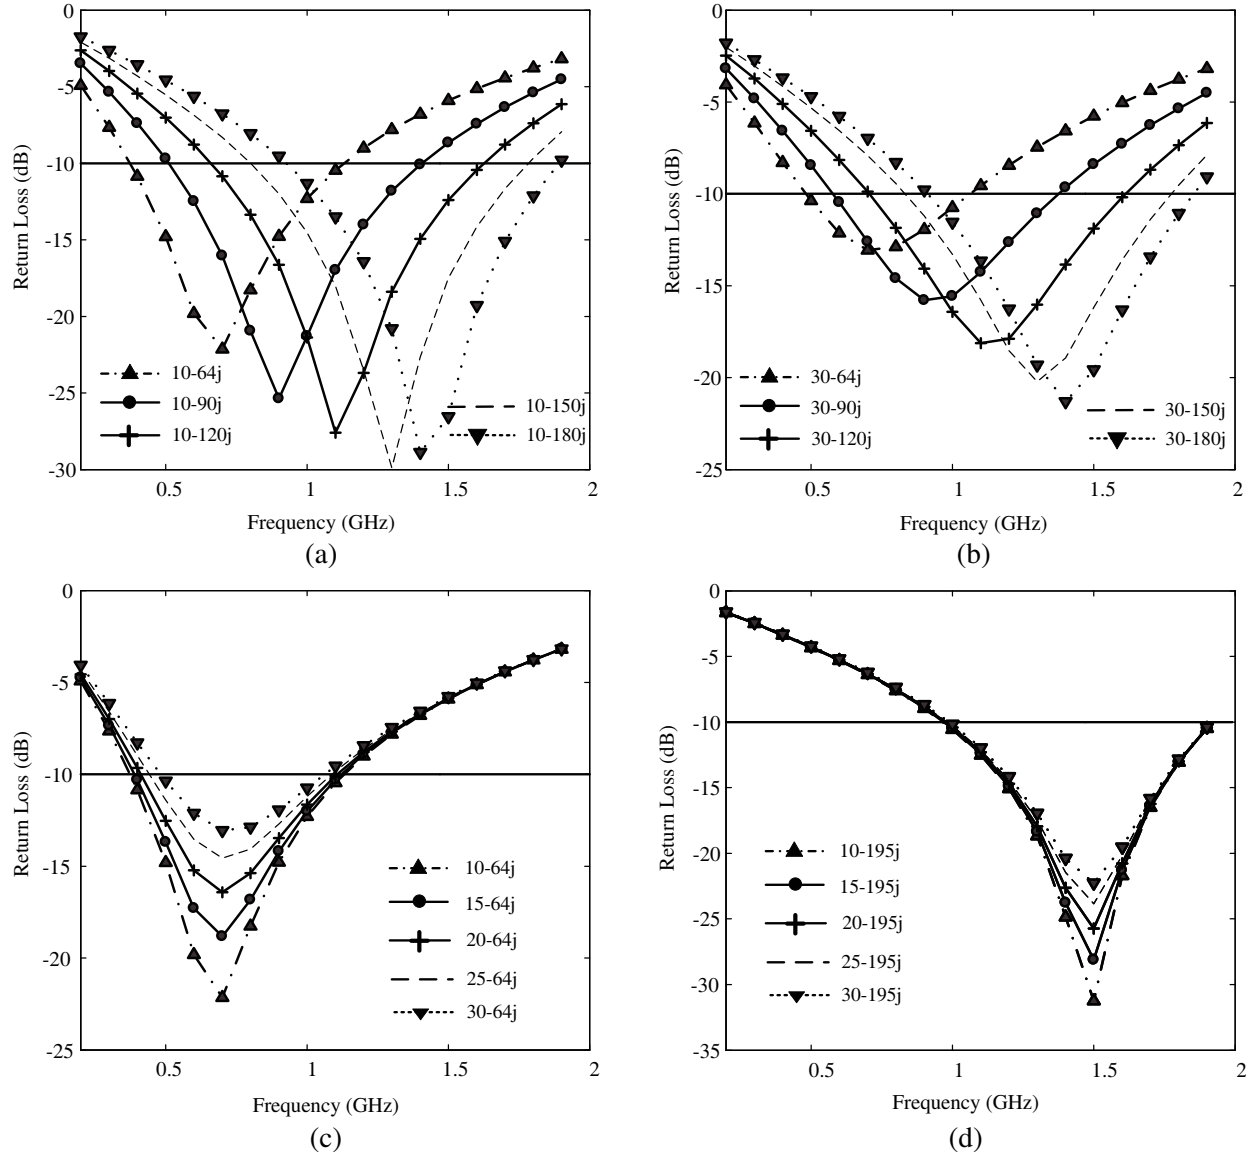 0
-5
-10
-15
-20
-25
-30
Return Loss (dB)
10-64j
10-90j
10-120j
10-150j
10-180j
0.5
1
1.5
2
Frequency (GHz)
(a)
0
-5
-10
-15
-20
-25
Return Loss (dB)
30-64j
30-90j
30-120j
30-150j
30-180j
0.5
1
1.5
2
Frequency (GHz)
(b)
0
-5
-10
-15
-20
-25
Return Loss (dB)
10-64j
15-64j
20-64j
25-64j
30-64j
0.5
1
1.5
2
Frequency (GHz)
(c)
0
-5
-10
-15
-20
-25
-30
-35
Return Loss (dB)
10-195j
15-195j
20-195j
25-195j
30-195j
0.5
1
1.5
2
Frequency (GHz)
(d)